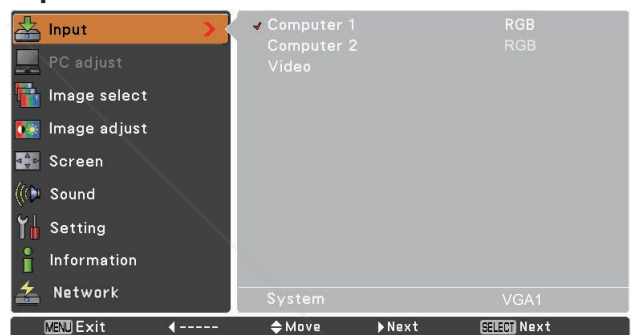 Input
Computer 1 RGB
Computer 2 RGB
Video
PC adjust
Image select
Image adjust
Screen
Sound
Setting
Information
Network
System VGA1
MENU Exit ◀----- Move ▶Next SELECT Next